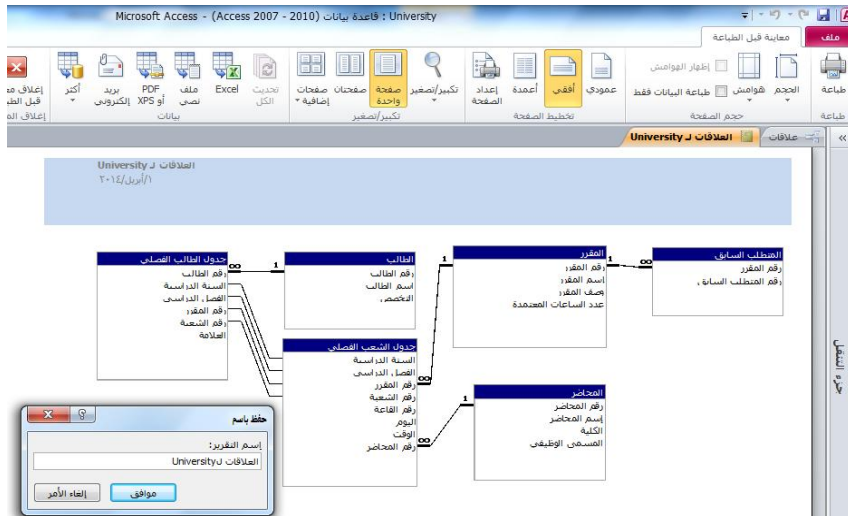 University : قاعدة بيانات (Access 2007 - 2010) - Microsoft Access
ملف
معاينة قبل الطباعة
طباعة
الحجم
هوامش
إظهار الهوامش
طباعة البيانات فقط
عمودي
أفقي
أعمدة
إعداد الصفحة
تكبير/تصغير
صفحة واحدة
صفحتان
صفحات إضافية
تحديث الكل
Excel
ملف نصي
PDF أو XPS
بريد إلكتروني
أكثر
طباعة
حجم الصفحة
تخطيط الصفحة
تكبير/تصغير
بيانات
علاقات
العلاقات لـ University
جزء التنقل
العلاقات لـ University
١/أبريل/٢٠١٤
المتطلب السابق
رقم المقرر
رقم المتطلب السابق
المقرر
رقم المقرر
إسم المقرر
وصف المقرر
عدد الساعات المعتمدة
الطالب
رقم الطالب
اسم الطالب
التخصص
جدول الطالب الفصلي
رقم الطالب
السنة الدراسية
الفصل الدراسي
رقم المقرر
رقم الشعبة
العلامة
جدول الشعب الفصلي
السنة الدراسية
الفصل الدراسي
رقم المقرر
رقم الشعبة
رقم القاعة
اليوم
الوقت
رقم المحاضر
المحاضر
رقم المحاضر
إسم المحاضر
الكلية
المسمى الوظيفي
1 ∞
1 ∞
1 ∞
1 ∞
حفظ باسم
إسم التقرير:
العلاقات لـUniversity
موافق
إلغاء الأمر